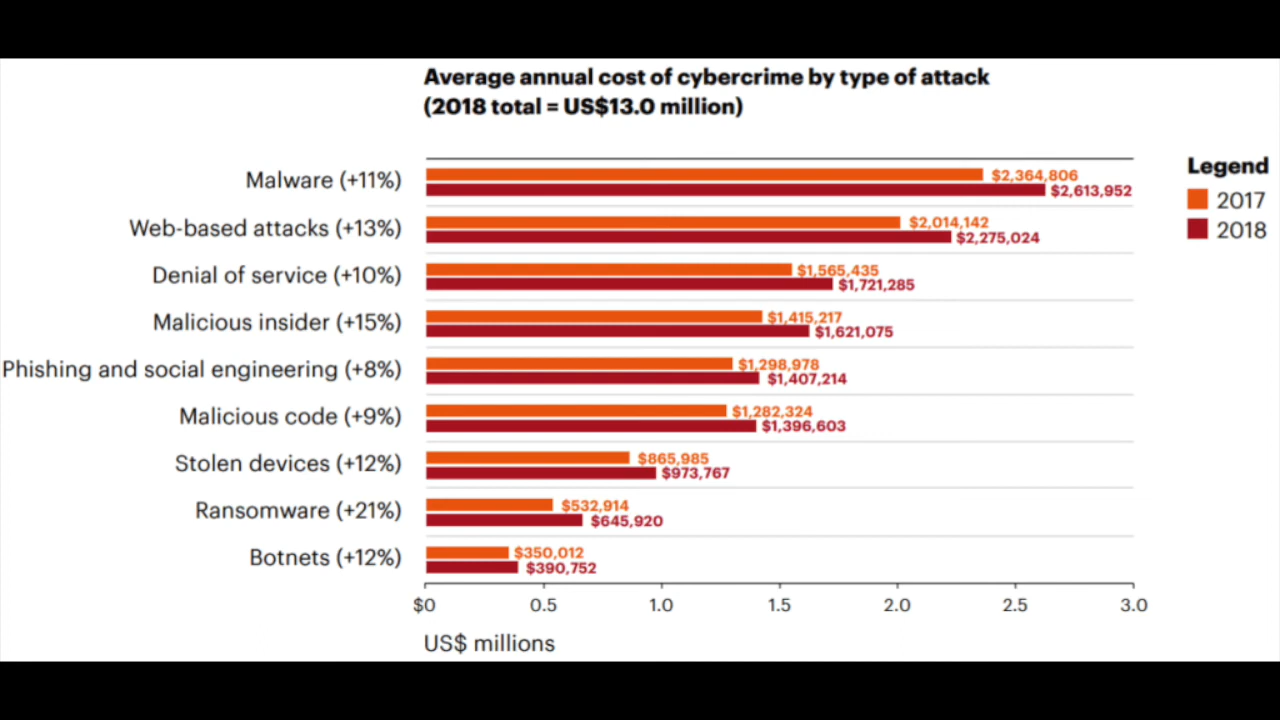 Average annual cost of cybercrime by type of attack
(2018 total = US$13.0 million)
Legend
2017
2018
Malware (+11%)
$2,364,806
$2,613,952
Web-based attacks (+13%)
$2,014,142
$2,275,024
Denial of service (+10%)
$1,565,435
$1,721,285
Malicious insider (+15%)
$1,415,217
$1,621,075
Phishing and social engineering (+8%)
$1,298,978
$1,407,214
Malicious code (+9%)
$1,282,324
$1,396,603
Stolen devices (+12%)
$865,985
$973,767
Ransomware (+21%)
$532,914
$645,920
Botnets (+12%)
$350,012
$390,752
$0 0.5 1.0 1.5 2.0 2.5 3.0
US$ millions